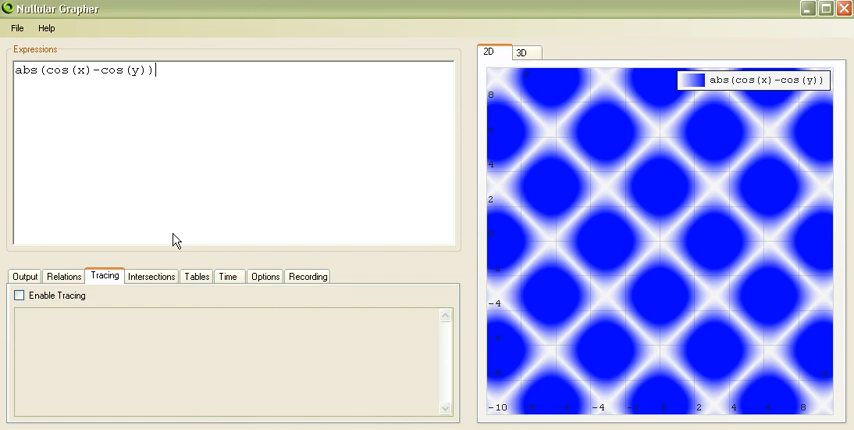 Nullular Grapher
File Help
Expressions
abs(cos(x)-cos(y))
2D 3D
abs(cos(x)-cos(y))
8
4
2
-4
-10 -4 2 4 8
Output Relations Tracing Intersections Tables Time Options Recording
Enable Tracing